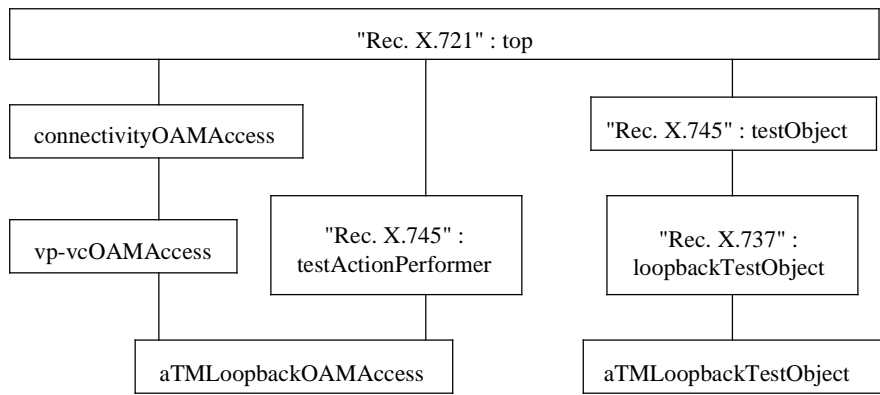 "Rec. X.721" : top
connectivityOAMAccess
"Rec. X.745" : testObject
vp-vcOAMAccess
"Rec. X.745" :
testActionPerformer
"Rec. X.737" :
loopbackTestObject
aTMLoopbackOAMAccess
aTMLoopbackTestObject